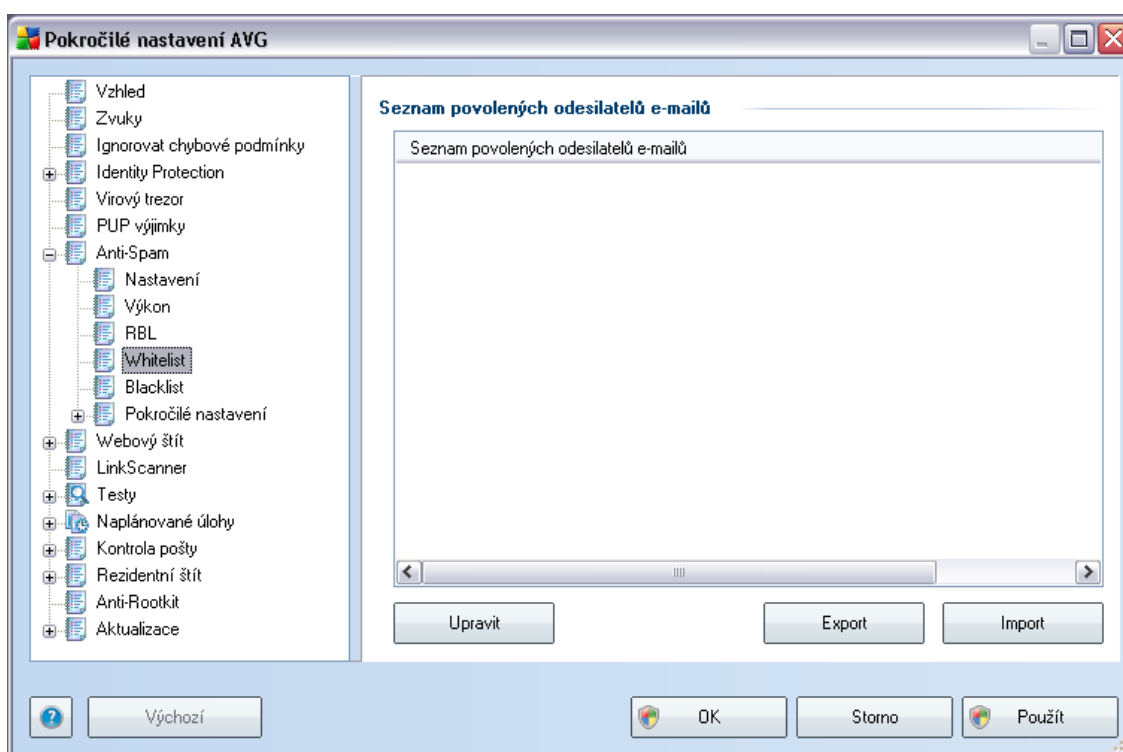 Pokročilé nastavení AVG
Vzhled
Zvuky
Ignorovat chybové podmínky
Identity Protection
Virový trezor
PUP výjimky
Anti-Spam
Nastavení
Výkon
RBL
Whitelist
Blacklist
Pokročilé nastavení
Webový štít
LinkScanner
Testy
Naplánované úlohy
Kontrola pošty
Rezidentní štít
Anti-Rootkit
Aktualizace
Seznam povolených odesilatelů e-mailů
Seznam povolených odesilatelů e-mailů
Upravit
Export
Import
Výchozí
OK
Storno
Použít